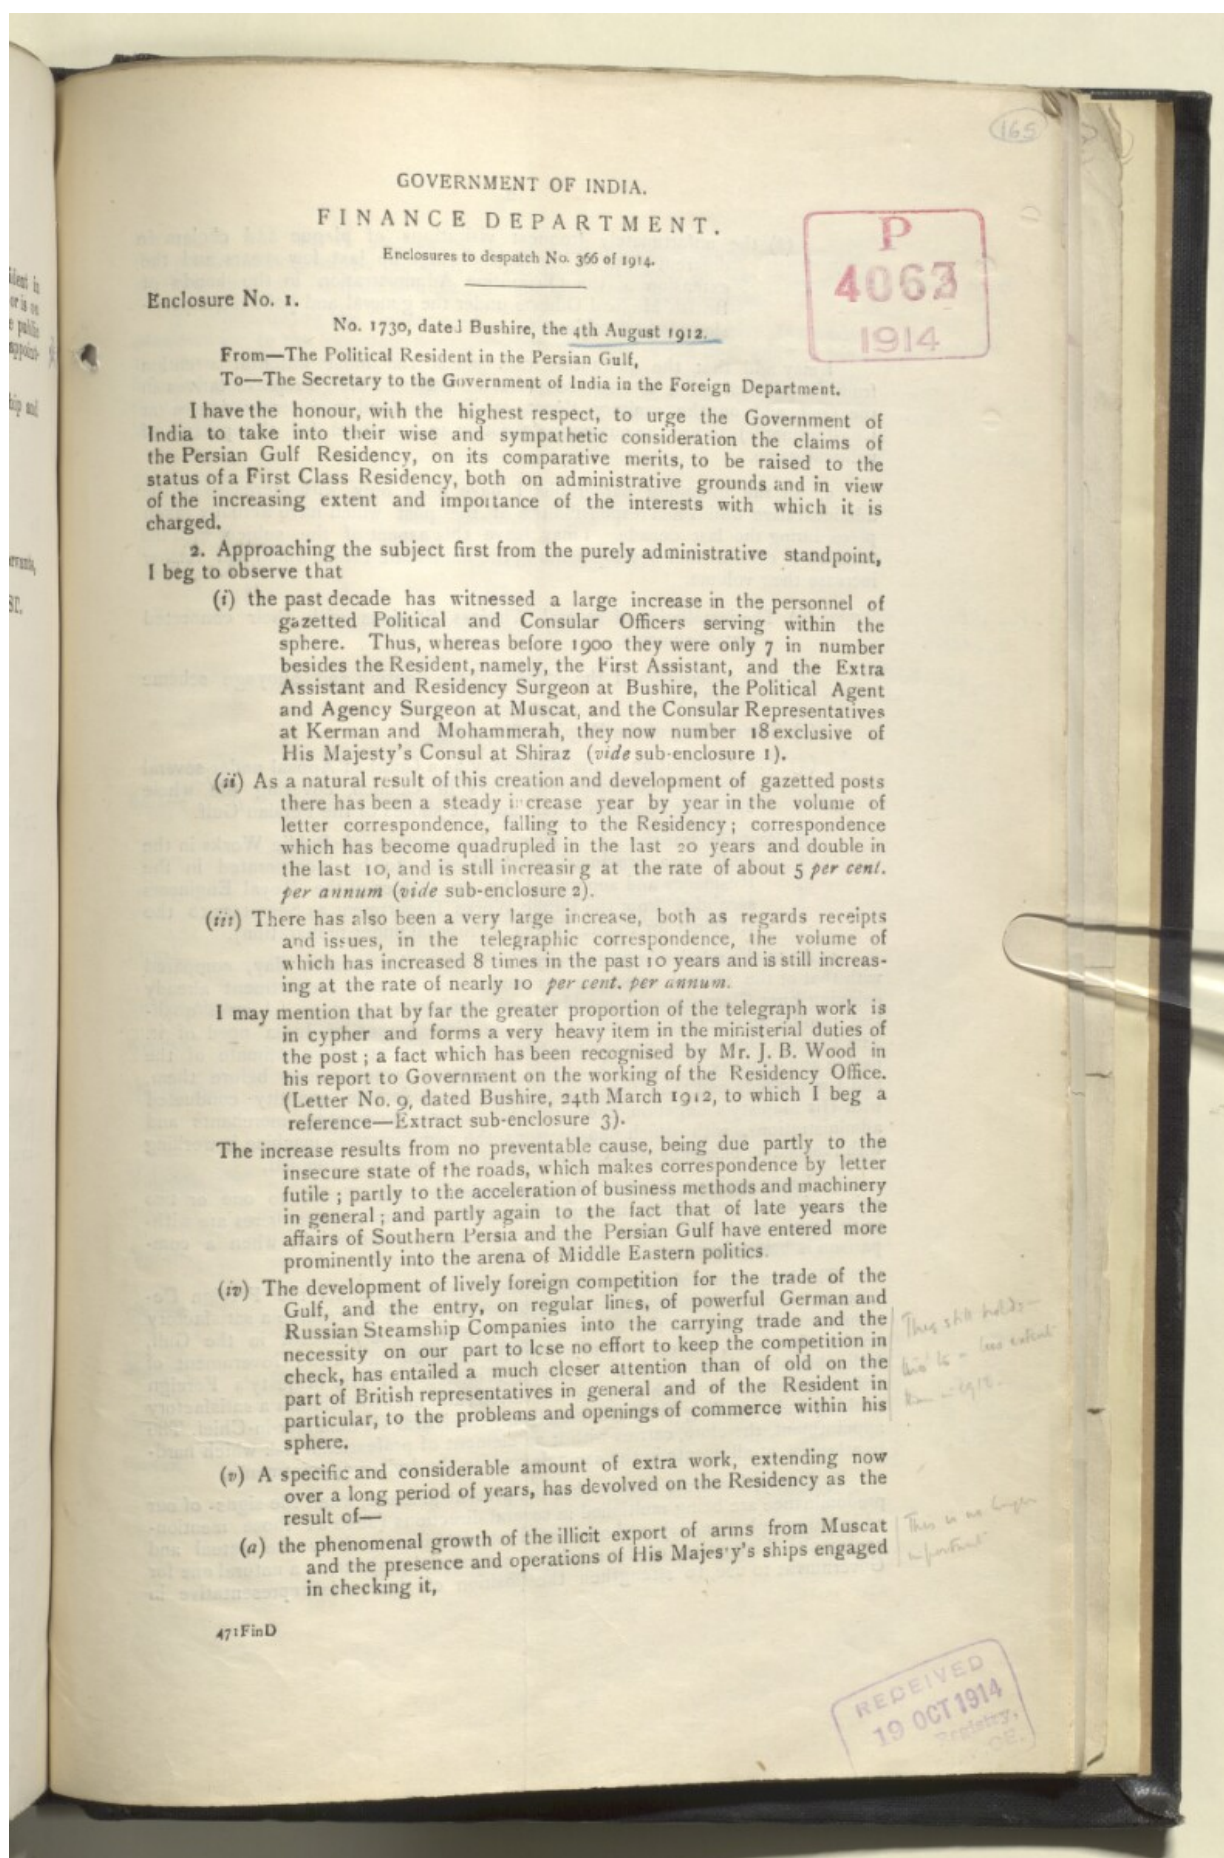 165
GOVERNMENT OF INDIA.
FINANCE DEPARTMENT.
Enclosures to despatch No. 366 of 1914.
P
4063
1914
Enclosure No. 1.
No. 1730, dated Bushire, the 4th August 1912.
From—The Political Resident in the Persian Gulf,
To—The Secretary to the Government of India in the Foreign Department.
I have the honour, with the highest respect, to urge the Government of
India to take into their wise and sympathetic consideration the claims of
the Persian Gulf Residency, on its comparative merits, to be raised to the
status of a First Class Residency, both on administrative grounds and in view
of the increasing extent and importance of the interests with which it is
charged.
2. Approaching the subject first from the purely administrative standpoint,
I beg to observe that
(i) the past decade has witnessed a large increase in the personnel of
gazetted Political and Consular Officers serving within the
sphere. Thus, whereas before 1900 they were only 7 in number
besides the Resident, namely, the First Assistant, and the Extra
Assistant and Residency Surgeon at Bushire, the Political Agent
and Agency Surgeon at Muscat, and the Consular Representatives
at Kerman and Mohammerah, they now number 18 exclusive of
His Majesty's Consul at Shiraz (vide sub-enclosure 1).
(ii) As a natural result of this creation and development of gazetted posts
there has been a steady increase year by year in the volume of
letter correspondence, falling to the Residency; correspondence
which has become quadrupled in the last 20 years and double in
the last 10, and is still increasing at the rate of about 5 per cent.
per annum (vide sub-enclosure 2).
(iii) There has also been a very large increase, both as regards receipts
and issues, in the telegraphic correspondence, the volume of
which has increased 8 times in the past 10 years and is still increas-
ing at the rate of nearly 10 per cent. per annum.
I may mention that by far the greater proportion of the telegraph work is
in cypher and forms a very heavy item in the ministerial duties of
the post; a fact which has been recognised by Mr. J. B. Wood in
his report to Government on the working of the Residency Office.
(Letter No. 9, dated Bushire, 24th March 1912, to which I beg a
reference—Extract sub-enclosure 3).
The increase results from no preventable cause, being due partly to the
insecure state of the roads, which makes correspondence by letter
futile; partly to the acceleration of business methods and machinery
in general; and partly again to the fact that of late years the
affairs of Southern Persia and the Persian Gulf have entered more
prominently into the arena of Middle Eastern politics.
(iv) The development of lively foreign competition for the trade of the
Gulf, and the entry, on regular lines, of powerful German and
Russian Steamship Companies into the carrying trade and the
necessity on our part to lose no effort to keep the competition in
check, has entailed a much closer attention than of old on the
part of British representatives in general and of the Resident in
particular, to the problems and openings of commerce within his
sphere.
This still holds—
tho' to a less extent
than in 1912.
(v) A specific and considerable amount of extra work, extending now
over a long period of years, has devolved on the Residency as the
result of—
(a) the phenomenal growth of the illicit export of arms from Muscat
and the presence and operations of His Majesty's ships engaged
in checking it,
This is no longer
important
471FinD
RECEIVED
19 OCT 1914
Registry,